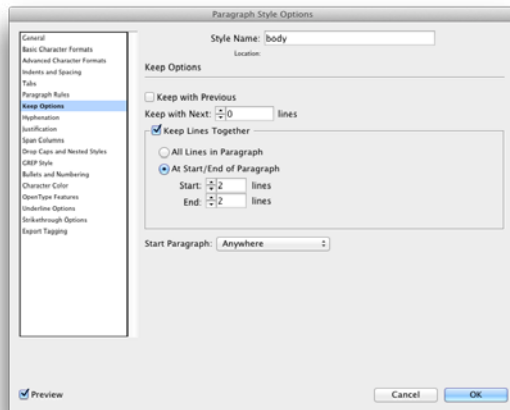 Paragraph Style Options
General
Basic Character Formats
Advanced Character Formats
Indents and Spacing
Tabs
Paragraph Rules
Keep Options
Hyphenation
Justification
Span Columns
Drop Caps and Nested Styles
GREP Style
Bullets and Numbering
Character Color
OpenType Features
Underline Options
Strikethrough Options
Export Tagging
Style Name: body
Location:
Keep Options
Keep with Previous
Keep with Next: 0 lines
Keep Lines Together
All Lines in Paragraph
At Start/End of Paragraph
Start: 2 lines
End: 2 lines
Start Paragraph: Anywhere
Preview
Cancel
OK